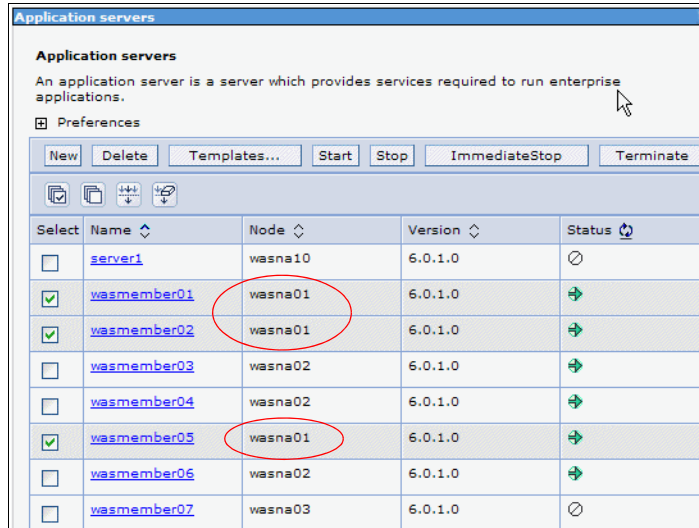 Application servers
Application servers
An application server is a server which provides services required to run enterprise
applications.
Preferences
New Delete Templates... Start Stop ImmediateStop Terminate
Select Name Node Version Status
server1 wasna10 6.0.1.0
wasmember01 wasna01 6.0.1.0
wasmember02 wasna01 6.0.1.0
wasmember03 wasna02 6.0.1.0
wasmember04 wasna02 6.0.1.0
wasmember05 wasna01 6.0.1.0
wasmember06 wasna02 6.0.1.0
wasmember07 wasna03 6.0.1.0